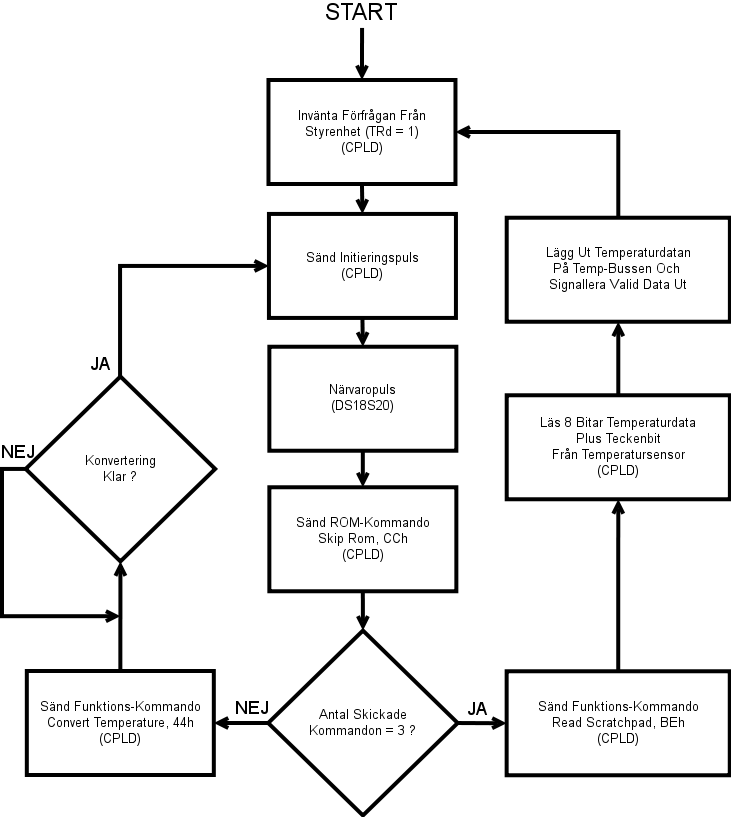 START
Invänta Förfrågan Från
Styrenhet (TRd = 1)
(CPLD)
Sänd Initieringspuls
(CPLD)
Närvaropuls
(DS18S20)
Sänd ROM-Kommando
Skip Rom, CCh
(CPLD)
Antal Skickade
Kommandon = 3 ?
NEJ
JA
Sänd Funktions-Kommando
Convert Temperature, 44h
(CPLD)
Konvertering
Klar ?
NEJ
JA
Sänd Funktions-Kommando
Read Scratchpad, BEh
(CPLD)
Läs 8 Bitar Temperaturdata
Plus Teckenbit
Från Temperatursensor
(CPLD)
Lägg Ut Temperaturdatan
På Temp-Bussen Och
Signallera Valid Data Ut